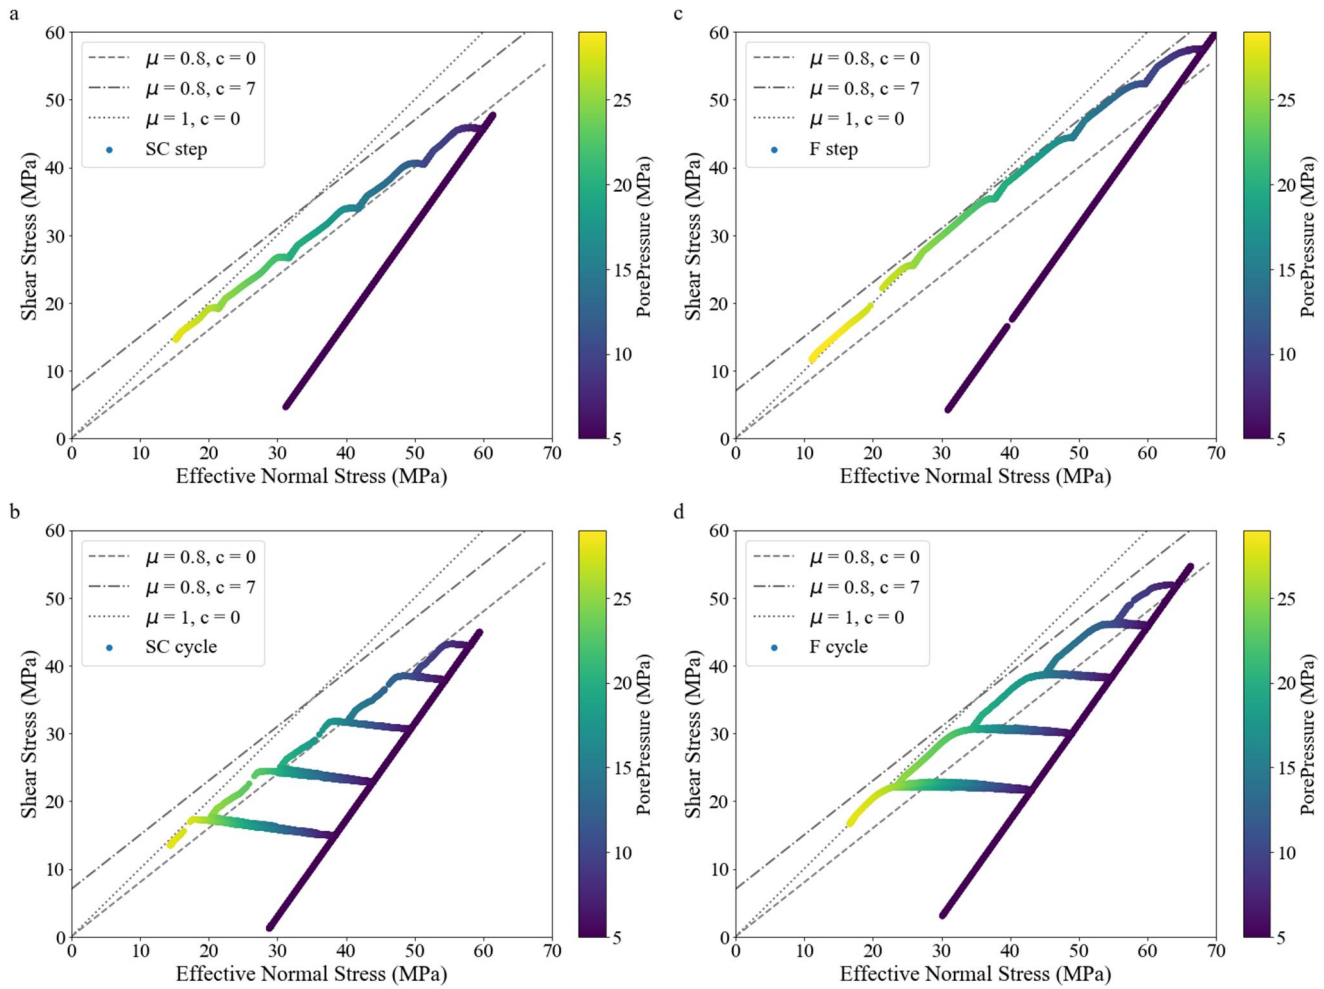 a
60
50
40
30
20
10
0
Shear Stress (MPa)
μ = 0.8, c = 0
μ = 0.8, c = 7
μ = 1, c = 0
SC step
0 10 20 30 40 50 60 70
Effective Normal Stress (MPa)
25
20
15
10
5
PorePressure (MPa)
c
60
50
40
30
20
10
0
Shear Stress (MPa)
μ = 0.8, c = 0
μ = 0.8, c = 7
μ = 1, c = 0
F step
0 10 20 30 40 50 60 70
Effective Normal Stress (MPa)
25
20
15
10
5
PorePressure (MPa)
b
60
50
40
30
20
10
0
Shear Stress (MPa)
μ = 0.8, c = 0
μ = 0.8, c = 7
μ = 1, c = 0
SC cycle
0 10 20 30 40 50 60 70
Effective Normal Stress (MPa)
25
20
15
10
5
PorePressure (MPa)
d
60
50
40
30
20
10
0
Shear Stress (MPa)
μ = 0.8, c = 0
μ = 0.8, c = 7
μ = 1, c = 0
F cycle
0 10 20 30 40 50 60 70
Effective Normal Stress (MPa)
25
20
15
10
5
PorePressure (MPa)